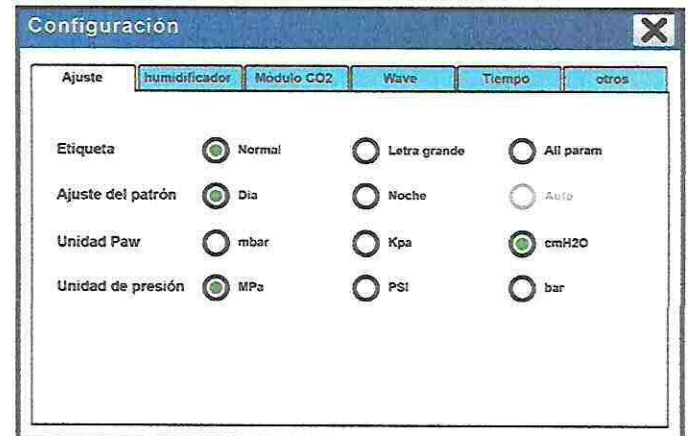 Configuración
Ajuste humidificador Módulo CO2 Wave Tiempo otros
Etiqueta Normal Letra grande All param
Ajuste del patrón Dia Noche Auto
Unidad Paw mbar Kpa cmH2O
Unidad de presión MPa PSI bar